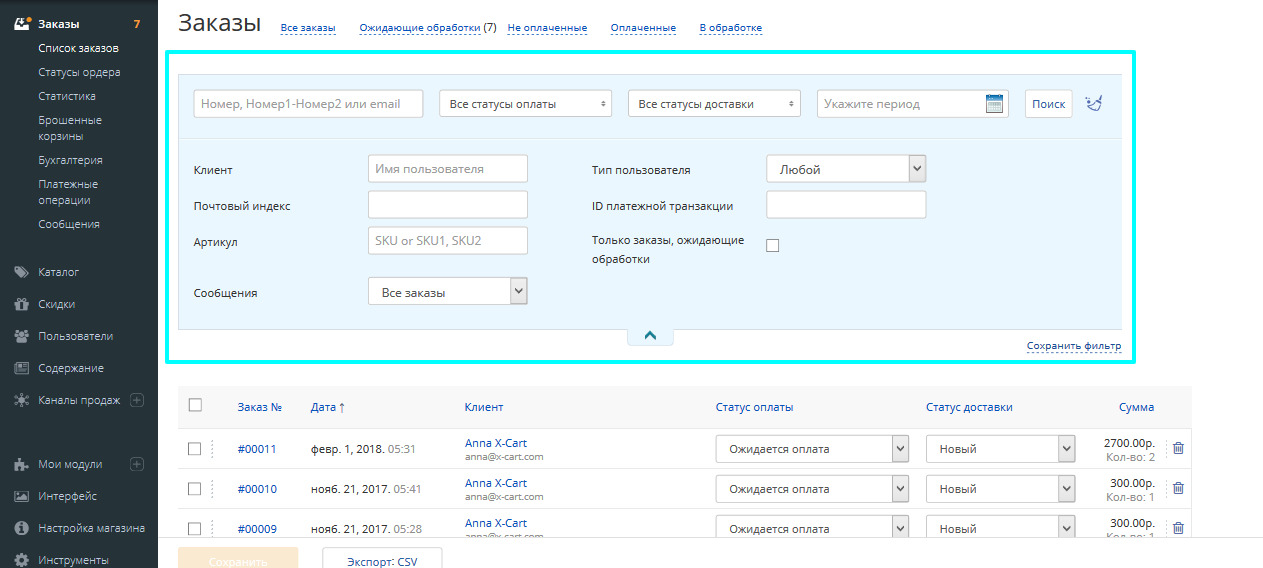 Заказы 7
Список заказов
Статусы ордера
Статистика
Брошенные
корзины
Бухгалтерия
Платежные
операции
Сообщения
Каталог
Скидки
Пользователи
Содержание
Каналы продаж
Мои модули
Интерфейс
Настройка магазина
Инструменты
Заказы Все заказы Ожидающие обработки (7) Не оплаченные Оплаченные В обработке
Номер, Номер1-Номер2 или email Все статусы оплаты Все статусы доставки Укажите период Поиск
Клиент Имя пользователя Тип пользователя Любой
Почтовый индекс ID платежной транзакции
Артикул SKU or SKU1, SKU2 Только заказы, ожидающие
обработки
Сообщения Все заказы
Сохранить фильтр
Заказ № Дата ↑ Клиент Статус оплаты Статус доставки Сумма
#00011 февр. 1, 2018. 05:31 Anna X-Cart Ожидается оплата Новый 2700.00р.
anna@x-cart.com Кол-во: 2
#00010 нояб. 21, 2017. 05:41 Anna X-Cart Ожидается оплата Новый 300.00р.
anna@x-cart.com Кол-во: 1
#00009 нояб. 21, 2017. 05:28 Anna X-Cart Ожидается оплата Новый 300.00р.
anna@x-cart.com Кол-во: 1
Сохранить Экспорт: CSV